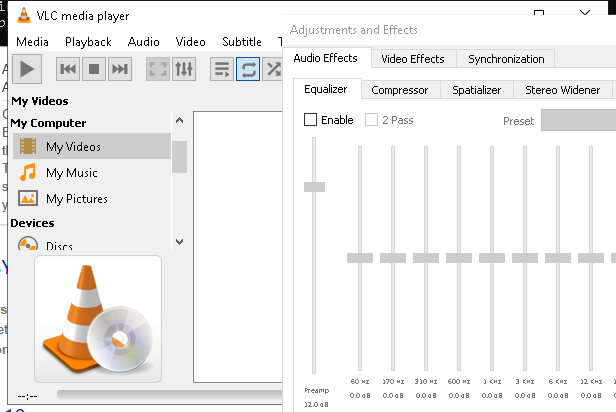 VLC media player
Media Playback Audio Video Subtitle T
My Videos
My Computer
My Videos
My Music
My Pictures
Devices
Discs
--:--
Adjustments and Effects
Audio Effects Video Effects Synchronization
Equalizer Compressor Spatializer Stereo Widener
Enable 2 Pass Preset
60 Hz 170 Hz 310 Hz 600 Hz 1 KHz 3 KHz 6 KHz 12 KHz
Preamp 0.0 dB 0.0 dB 0.0 dB 0.0 dB 0.0 dB 0.0 dB 0.0 dB 0.0 dB
12.0 dB